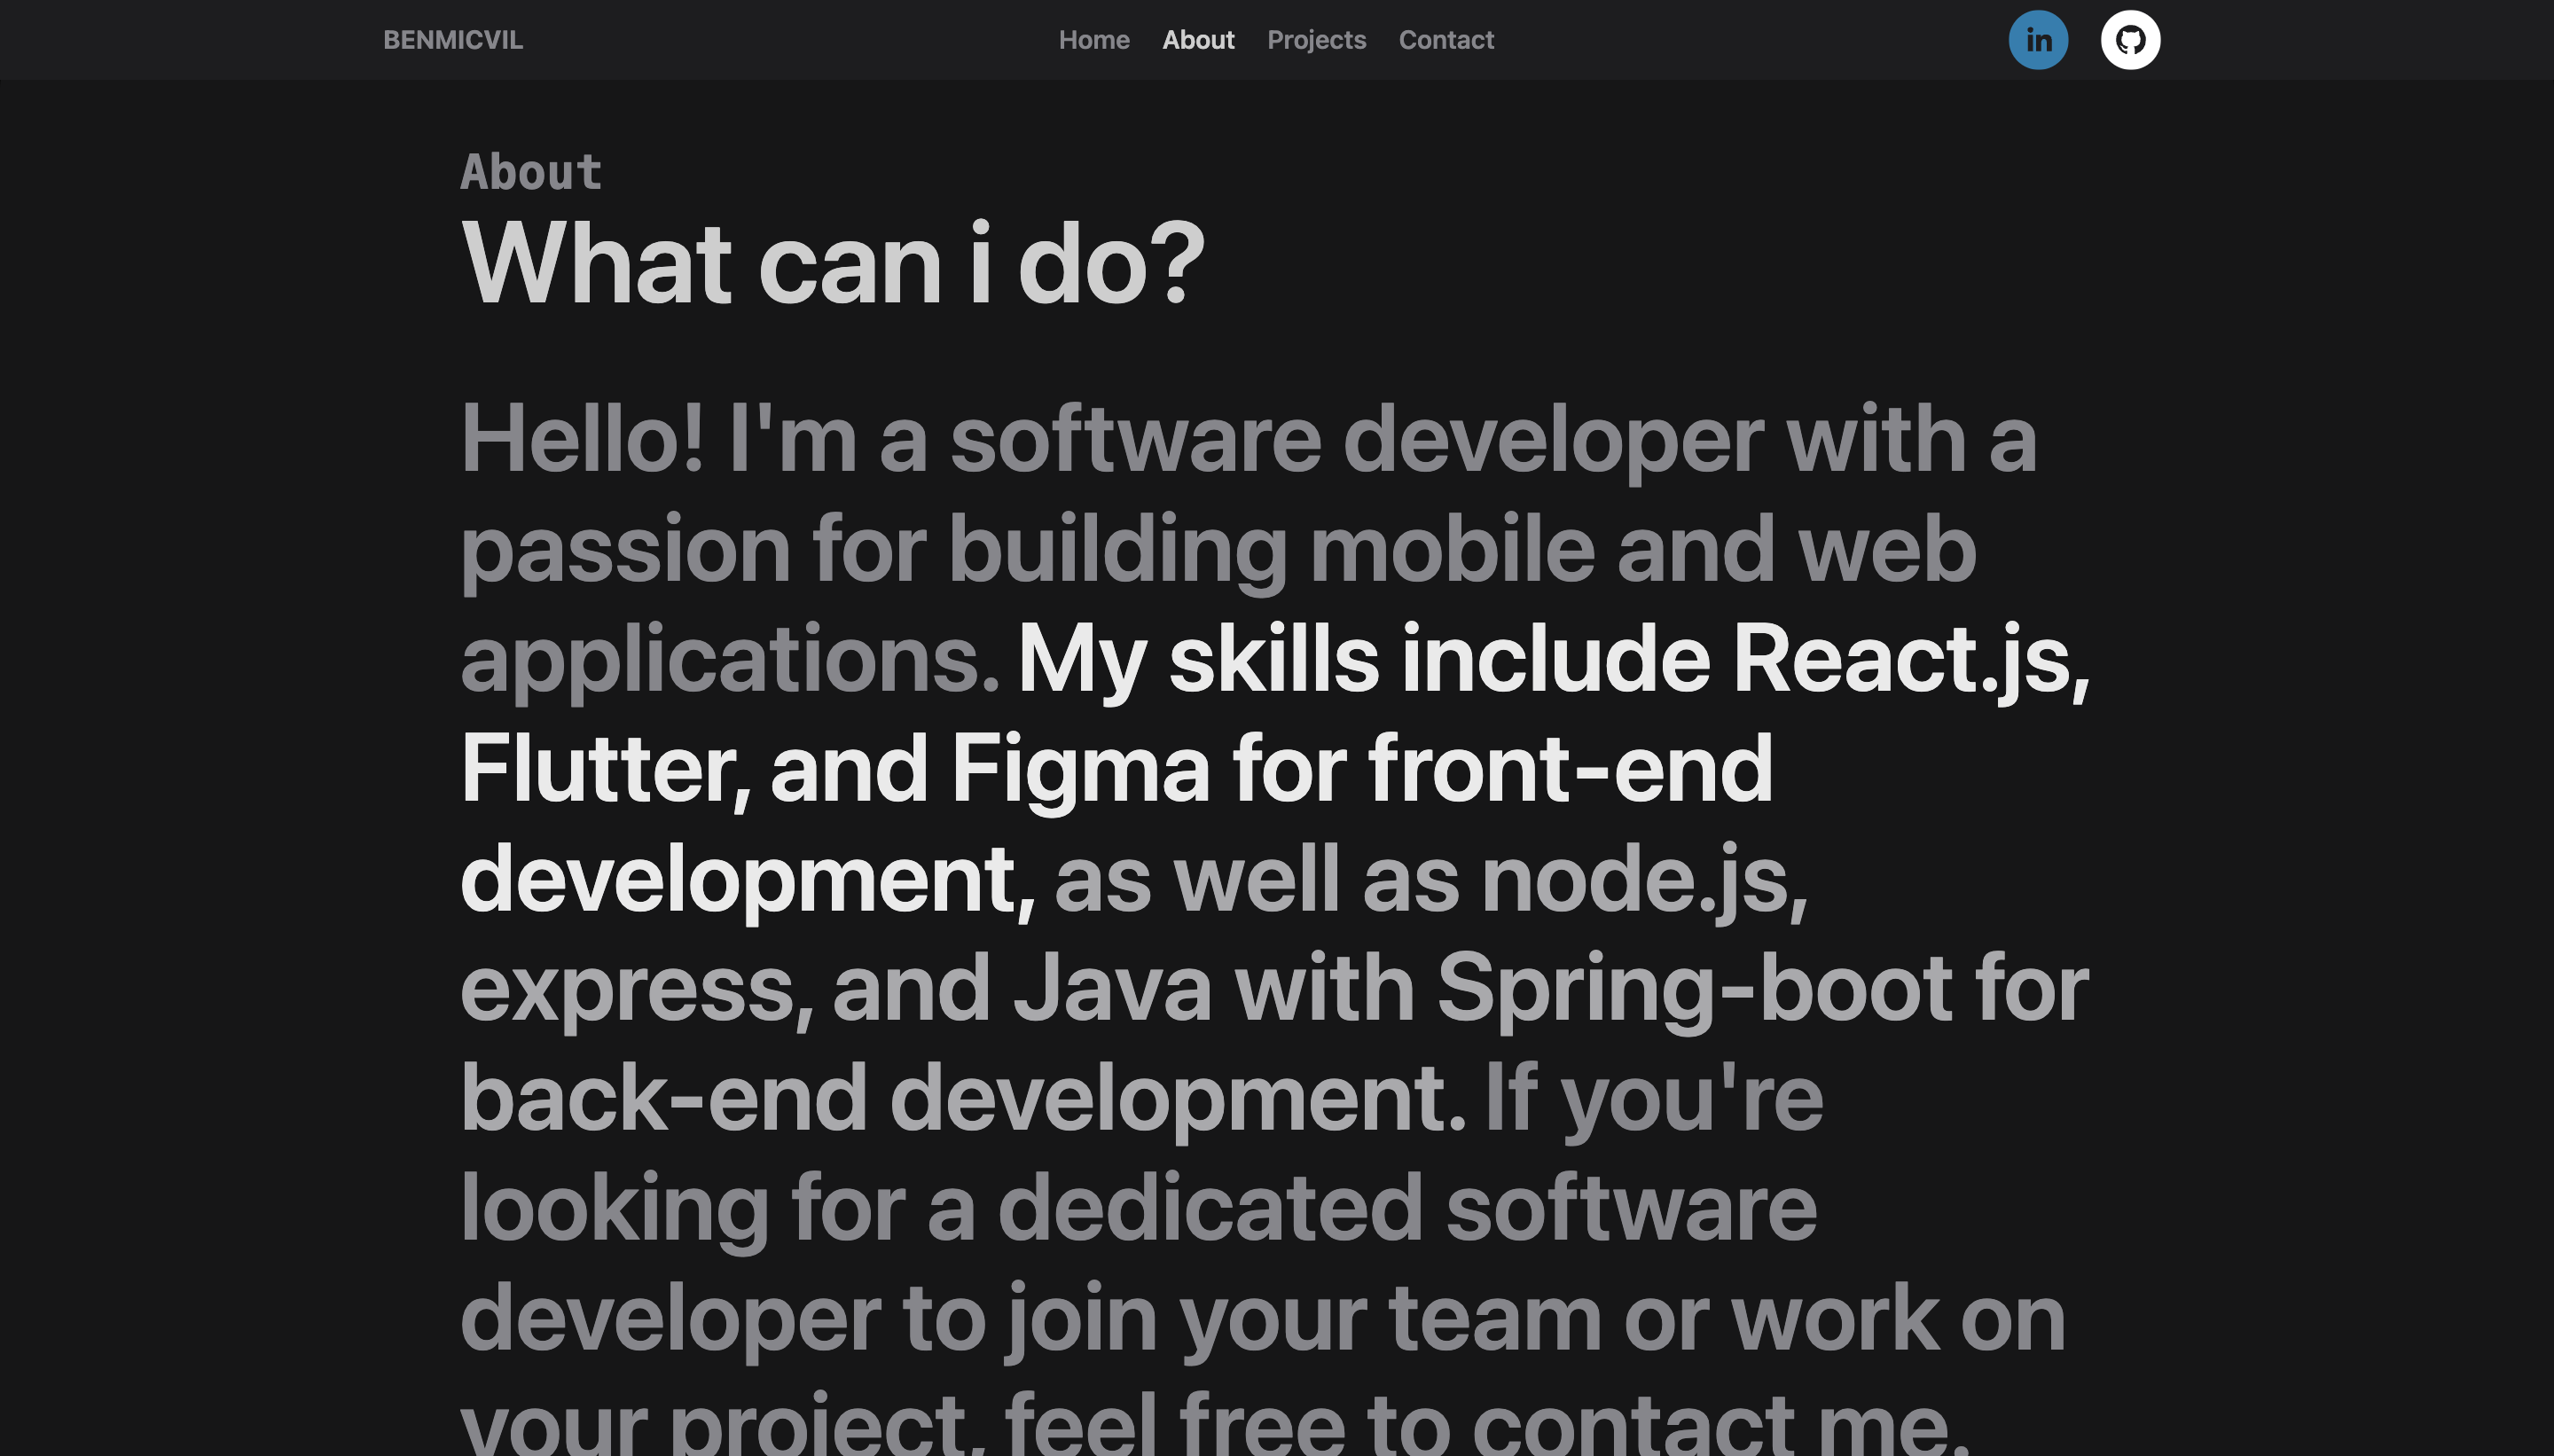 BENMICVIL
Home About Projects Contact
in
About
What can i do?
Hello! I'm a software developer with a
passion for building mobile and web
applications. My skills include React.js,
Flutter, and Figma for front-end
development, as well as node.js,
express, and Java with Spring-boot for
back-end development. If you're
looking for a dedicated software
developer to join your team or work on
your project, feel free to contact me.